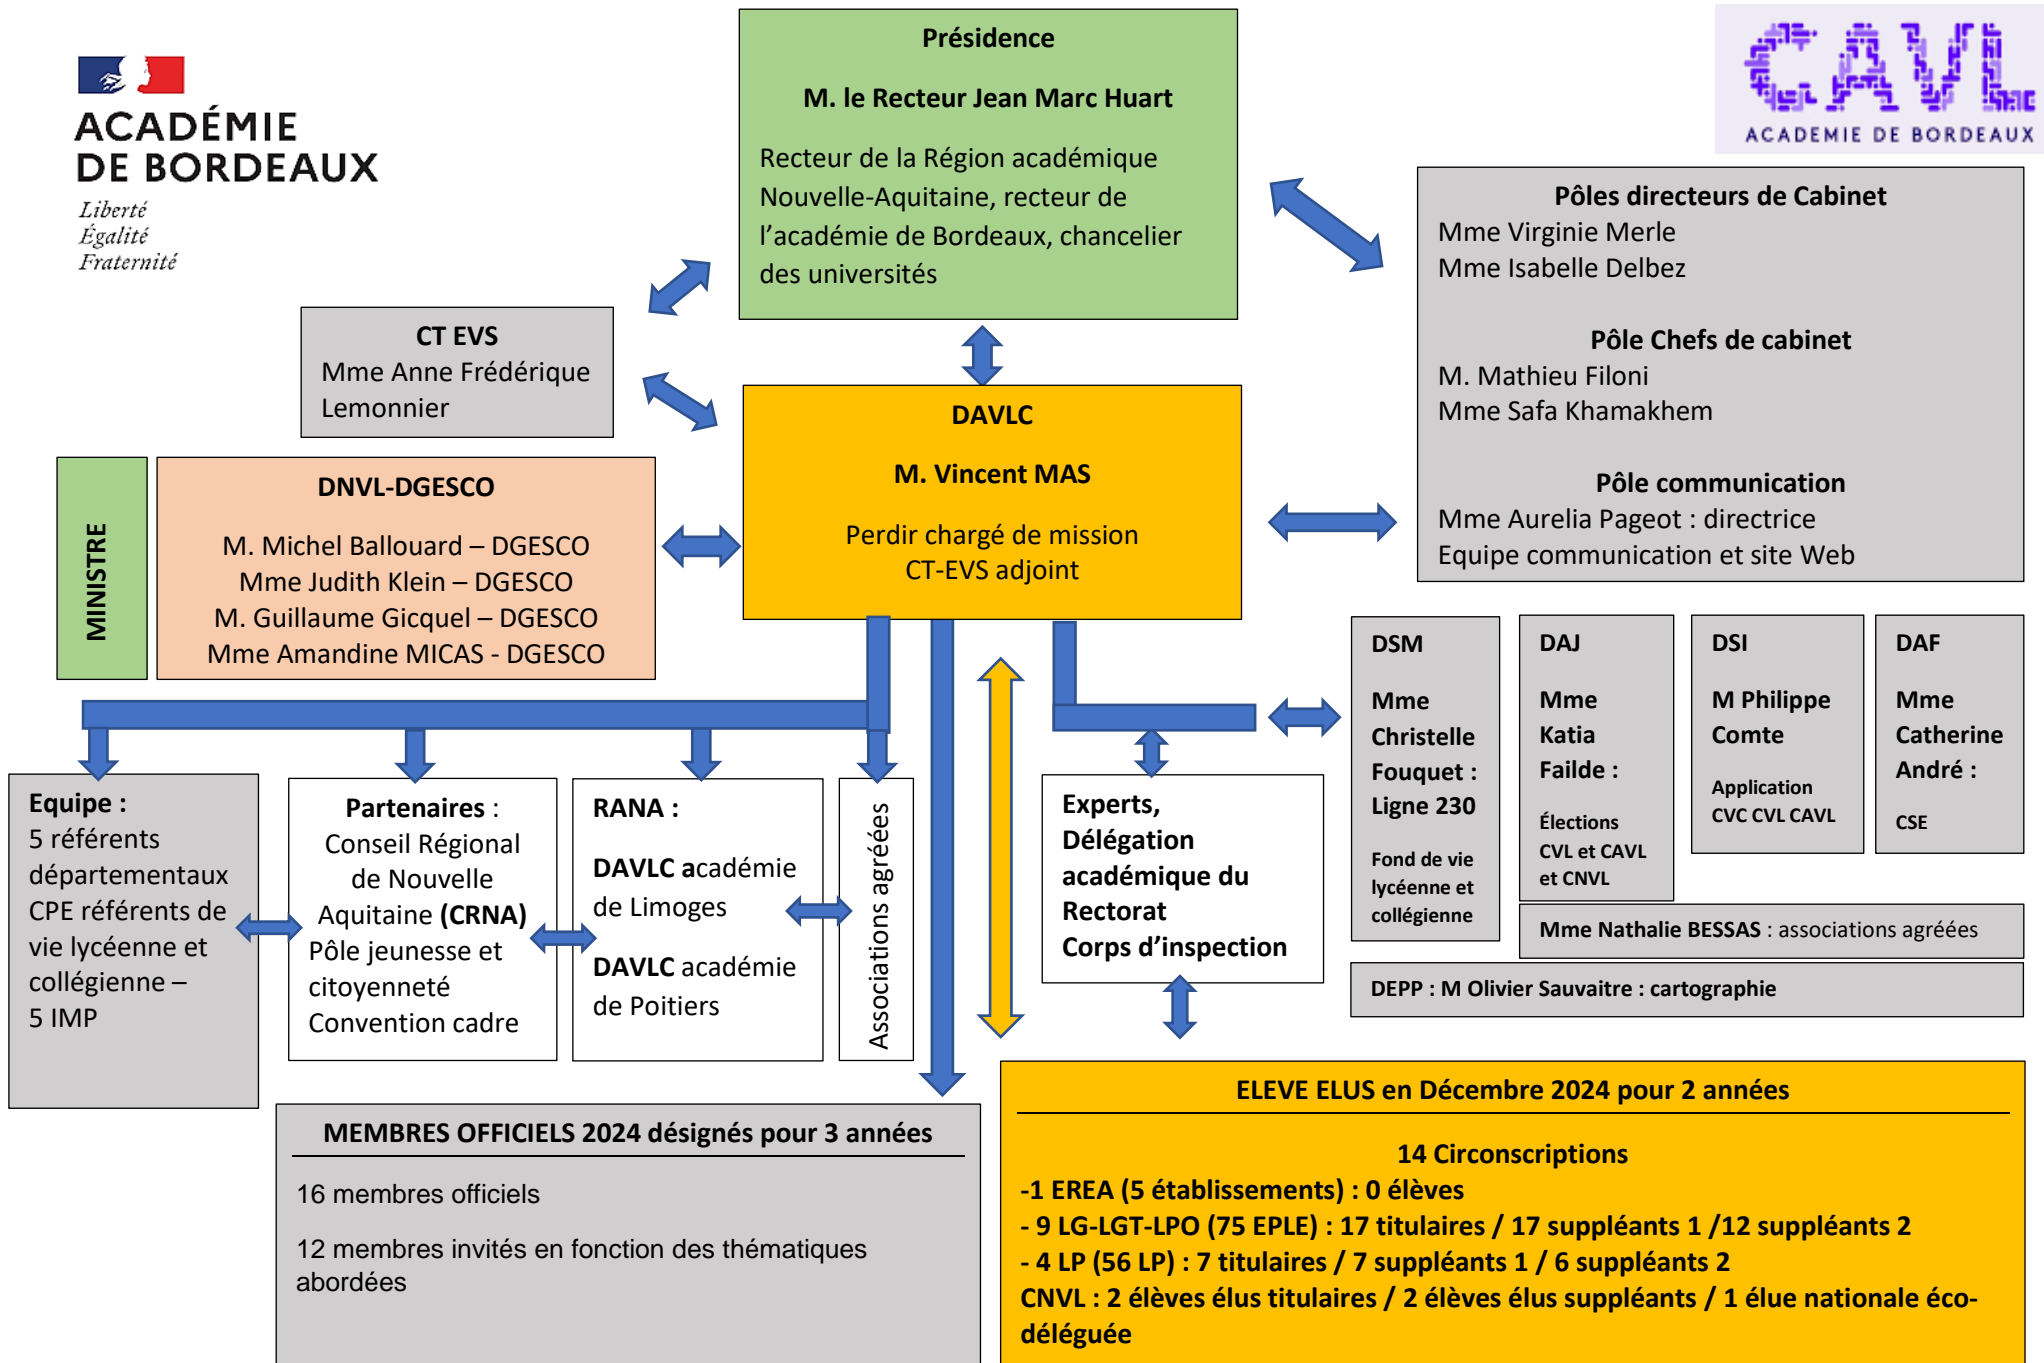 ACADÉMIE
DE BORDEAUX
Liberté
Égalité
Fraternité
Présidence
M. le Recteur Jean Marc Huart
Recteur de la Région académique
Nouvelle-Aquitaine, recteur de
l’académie de Bordeaux, chancelier
des universités
CAVL
ACADEMIE DE BORDEAUX
Pôles directeurs de Cabinet
Mme Virginie Merle
Mme Isabelle Delbez
Pôle Chefs de cabinet
M. Mathieu Filoni
Mme Safa Khamakhem
Pôle communication
Mme Aurelia Pageot : directrice
Equipe communication et site Web
CT EVS
Mme Anne Frédérique
Lemonnier
DAVLC
M. Vincent MAS
Perdir chargé de mission
CT-EVS adjoint
MINISTRE
DNVL-DGESCO
M. Michel Ballouard – DGESCO
Mme Judith Klein – DGESCO
M. Guillaume Gicquel – DGESCO
Mme Amandine MICAS - DGESCO
DSM
Mme
Christelle
Fouquet :
Ligne 230
Fond de vie
lycéenne et
collégienne
DAJ
Mme
Katia
Failde :
Élections
CVL et CAVL
et CNVL
DSI
M Philippe
Comte
Application
CVC CVL CAVL
DAF
Mme
Catherine
André :
CSE
Mme Nathalie BESSAS : associations agréées
DEPP : M Olivier Sauvaitre : cartographie
Equipe :
5 référents
départementaux
CPE référents de
vie lycéenne et
collégienne –
5 IMP
Partenaires :
Conseil Régional
de Nouvelle
Aquitaine (CRNA)
Pôle jeunesse et
citoyenneté
Convention cadre
RANA :
DAVLC académie
de Limoges
DAVLC académie
de Poitiers
Associations agréées
Experts,
Délégation
académique du
Rectorat
Corps d’inspection
MEMBRES OFFICIELS 2024 désignés pour 3 années
16 membres officiels
12 membres invités en fonction des thématiques
abordées
ELEVE ELUS en Décembre 2024 pour 2 années
14 Circonscriptions
-1 EREA (5 établissements) : 0 élèves
- 9 LG-LGT-LPO (75 EPLE) : 17 titulaires / 17 suppléants 1 /12 suppléants 2
- 4 LP (56 LP) : 7 titulaires / 7 suppléants 1 / 6 suppléants 2
CNVL : 2 élèves élus titulaires / 2 élèves élus suppléants / 1 élue nationale éco-
déléguée